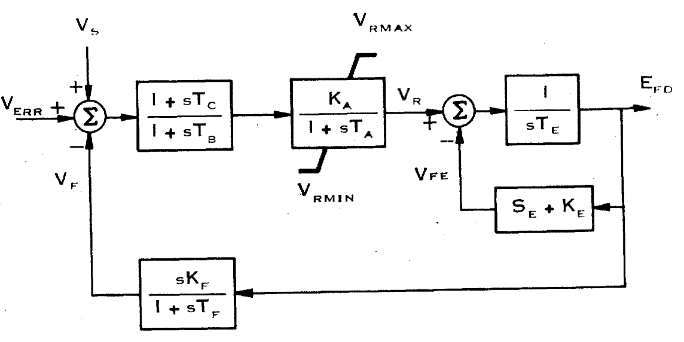 V_S
V_RMAX
+
V_ERR +
Σ
−
1 + sT_C
1 + sT_B
K_A
1 + sT_A
V_R
+
Σ
−
1
sT_E
E_FD
V_F
V_RMIN
V_FE
S_E + K_E
sK_F
1 + sT_F